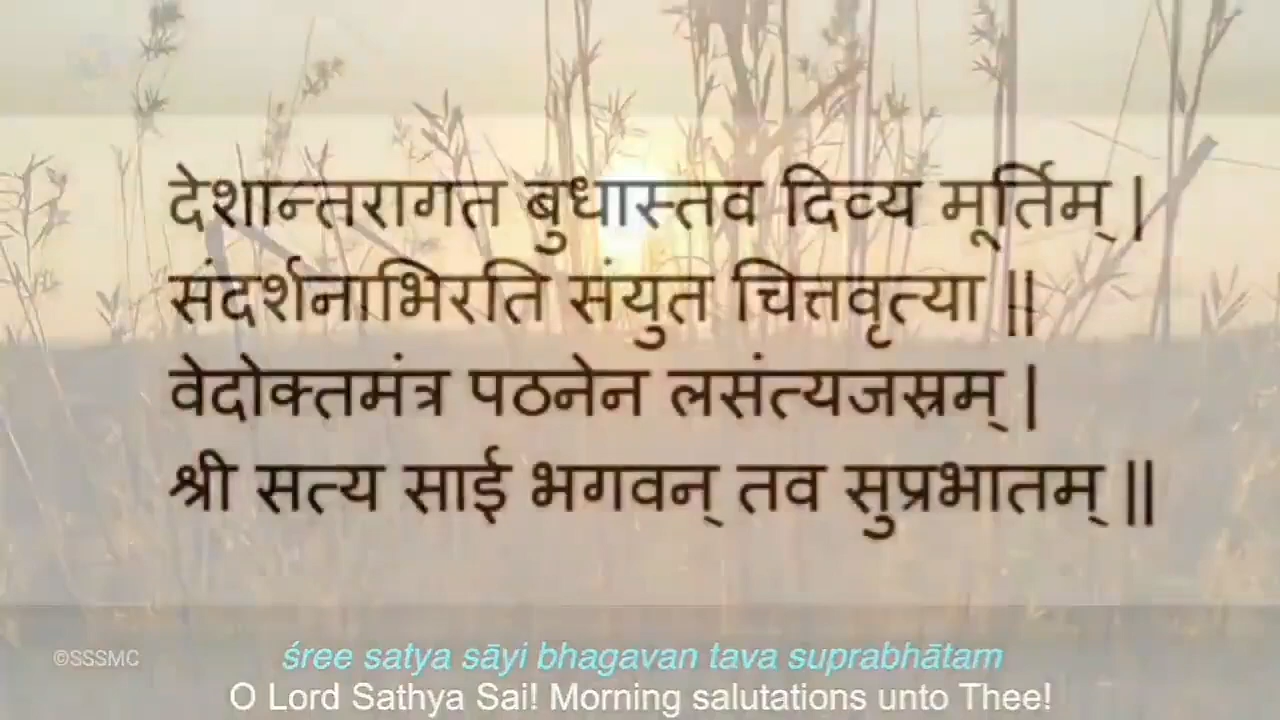 देशान्तरागत बुधास्तव दिव्य मूर्तिम् |
संदर्शनाभिरति संयुत चित्तवृत्या ||
वेदोक्तमंत्र पठनेन लसंत्यजस्रम् |
श्री सत्य साई भगवन् तव सुप्रभातम् ||
©SSSMC
śree satya sāyi bhagavan tava suprabhātam
O Lord Sathya Sai! Morning salutations unto Thee!